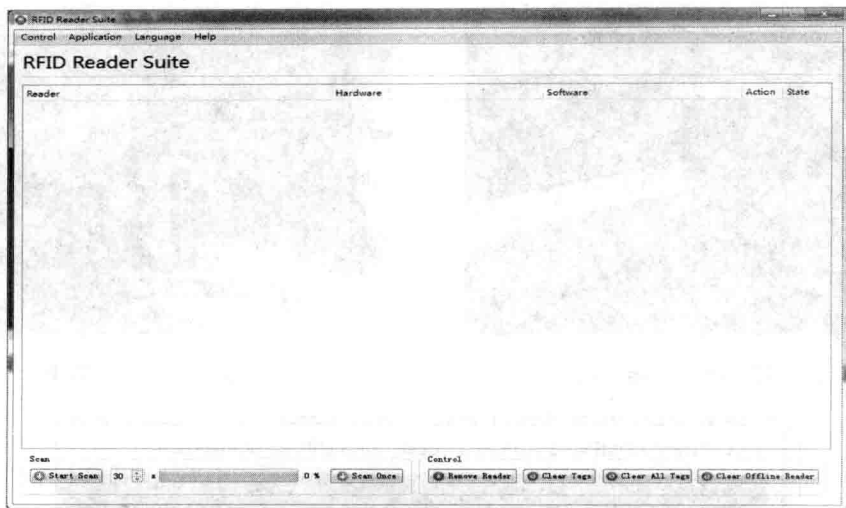 RFID Reader Suite
Control Application Language Help
RFID Reader Suite
Reader Hardware Software Action State
Scan Control
Start Scan 30 s 0 % Scan Once Remove Reader Clear Tags Clear All Tags Clear Offline Reader